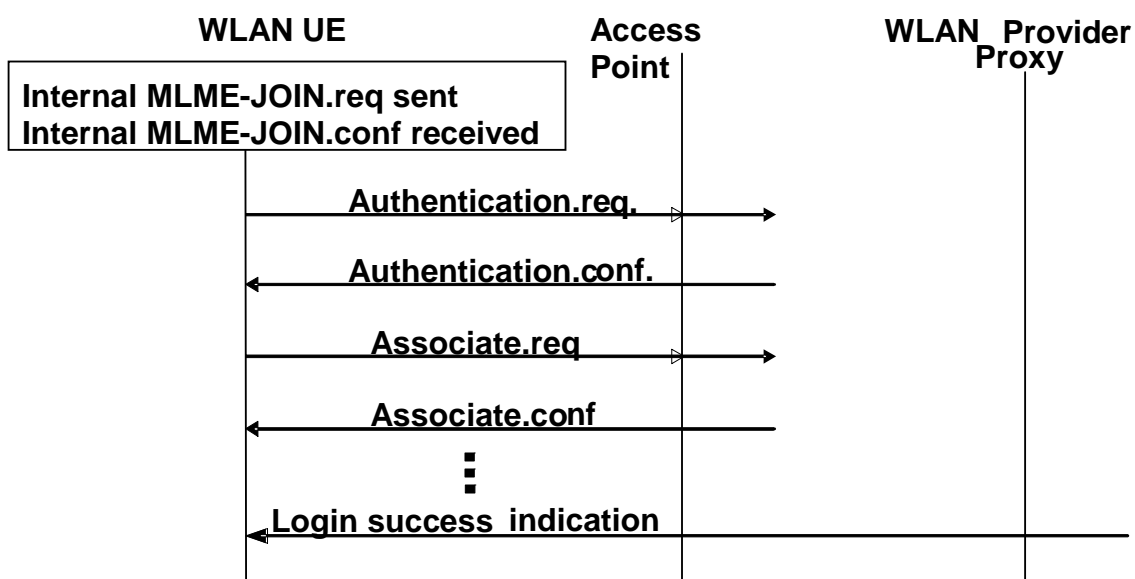 WLAN UE
Access
Point
WLAN Provider
Proxy
Internal MLME-JOIN.req sent
Internal MLME-JOIN.conf received
Authentication.req.
Authentication.conf.
Associate.req
Associate.conf
Login success indication